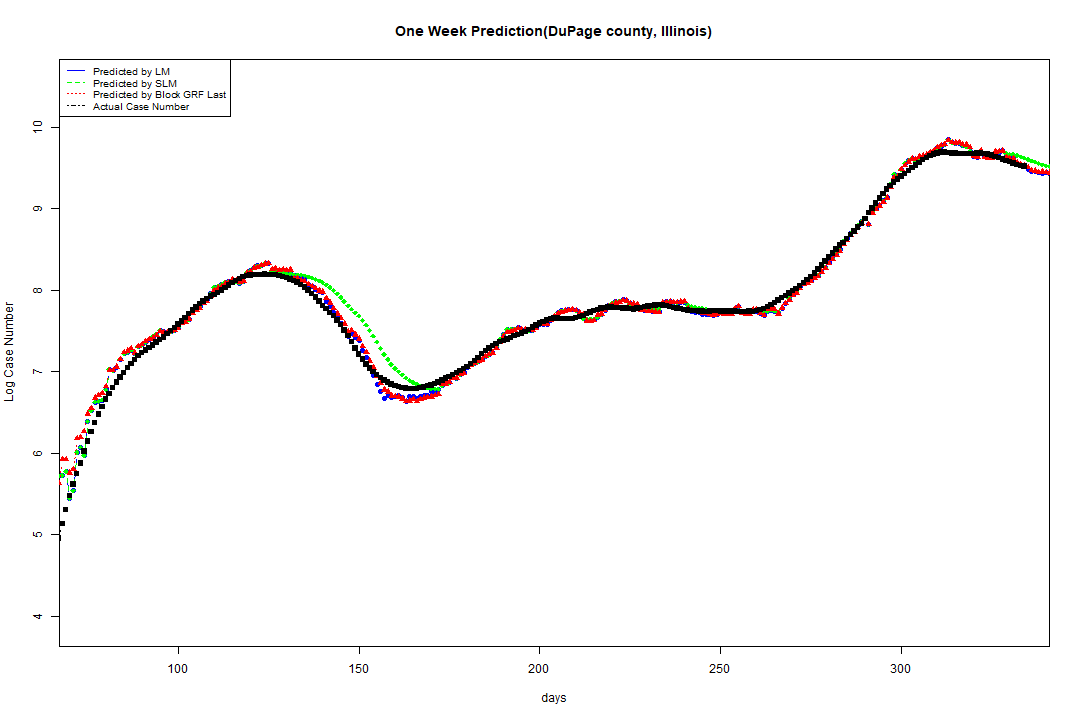 One Week Prediction(DuPage county, Illinois)
Predicted by LM
Predicted by SLM
Predicted by Block GRF Last
Actual Case Number
10
9
8
7
6
5
4
Log Case Number
100 150 200 250 300
days